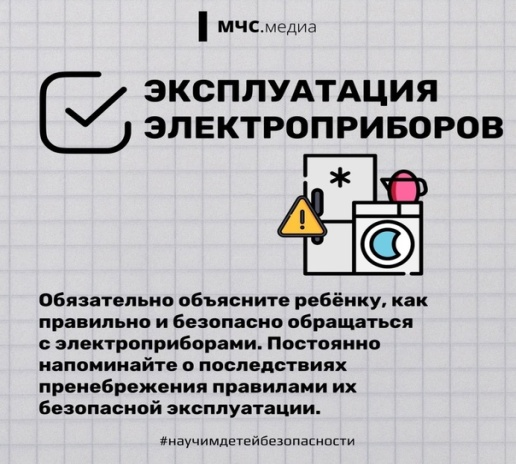 МЧС.медиа
ЭКСПЛУАТАЦИЯ
ЭЛЕКТРОПРИБОРОВ
Обязательно объясните ребёнку, как
правильно и безопасно обращаться
с электроприборами. Постоянно
напоминайте о последствиях
пренебрежения правилами их
безопасной эксплуатации.
#научимдетейбезопасности